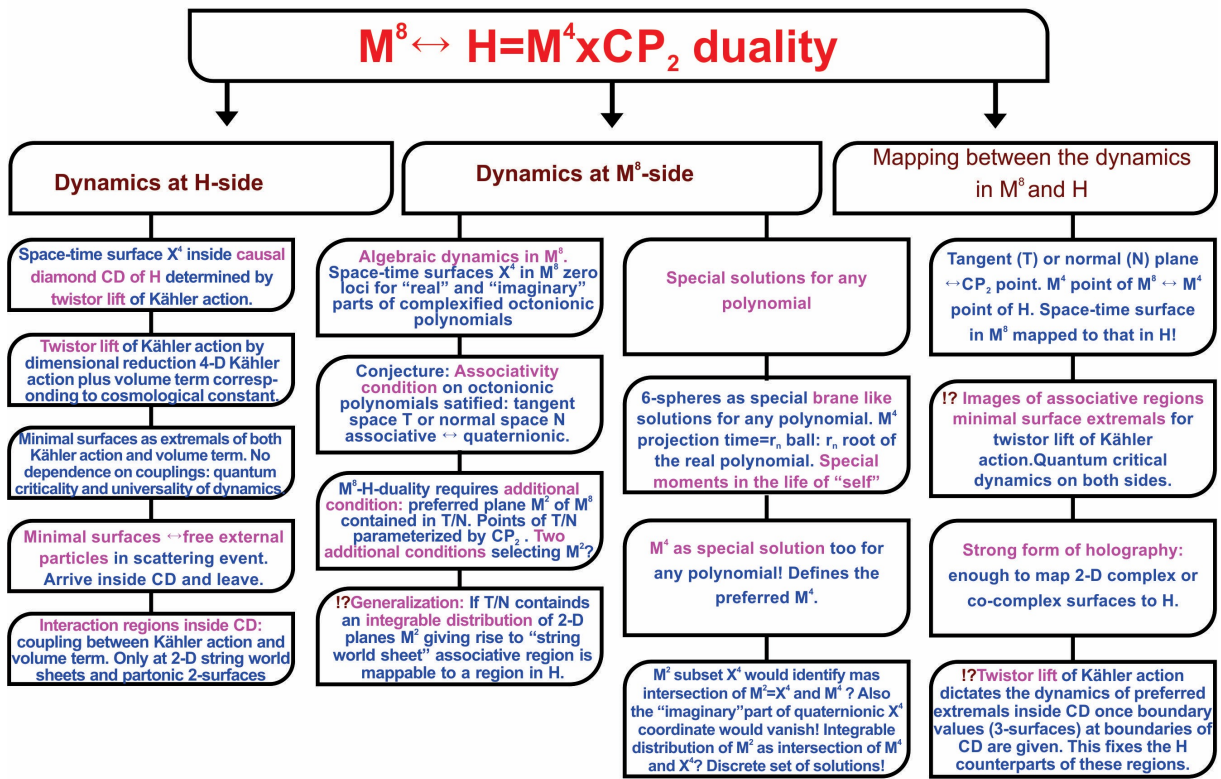 M⁸ ↔ H=M⁴xCP₂ duality
Dynamics at H-side
Space-time surface X⁴ inside causal
diamond CD of H determined by
twistor lift of Kähler action.
Twistor lift of Kähler action by
dimensional reduction 4-D Kähler
action plus volume term corresp-
onding to cosmological constant.
Minimal surfaces as extremals of both
Kähler action and volume term. No
dependence on couplings: quantum
criticality and universality of dynamics
Minimal surfaces ↔free external
particles in scattering event.
Arrive inside CD and leave.
Interaction regions inside CD:
coupling between Kähler action and
volume term. Only at 2-D string world
sheets and partonic 2-surfaces
Dynamics at M⁸-side
Algebraic dynamics in M⁸.
Space-time surfaces X⁴ in M⁸ zero
loci for “real” and “imaginary”
parts of complexified octonionic
polynomials
Conjecture: Associativity
condition on octonionic
polynomials satified: tangent
space T or normal space N
associative ↔ quaternionic.
M⁸-H-duality requires additional
condition: preferred plane M² of M⁸
contained in T/N. Points of T/N
parameterized by CP₂ . Two
additional conditions selecting M²?
!?Generalization: If T/N containds
an integrable distribution of 2-D
planes M² giving rise to “string
world sheet” associative region is
mappable to a region in H.
Special solutions for any
polynomial
6-spheres as special brane like
solutions for any polynomial. M⁴
projection time=rₙ ball: rₙ root of
the real polynomial. Special
moments in the life of “self”
M⁴ as special solution too for
any polynomial! Defines the
preferred M⁴.
M² subset X⁴ would identify mas
intersection of M²=X⁴ and M⁴ ? Also
the “imaginary”part of quaternionic X⁴
coordinate would vanish! Integrable
distribution of M² as intersection of M⁴
and X⁴? Discrete set of solutions!
Mapping between the dynamics
in M⁸ and H
Tangent (T) or normal (N) plane
↔CP₂ point. M⁴ point of M⁸ ↔ M⁴
point of H. Space-time surface
in M⁸ mapped to that in H!
!? Images of associative regions
minimal surface extremals for
twistor lift of Kähler
action.Quantum critical
dynamics on both sides.
Strong form of holography:
enough to map 2-D complex or
co-complex surfaces to H.
!?Twistor lift of Kähler action
dictates the dynamics of preferred
extremals inside CD once boundary
values (3-surfaces) at boundaries of
CD are given. This fixes the H
counterparts of these regions.